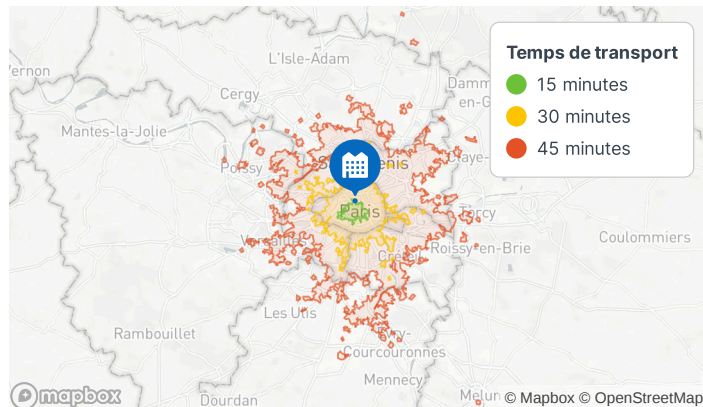 L'Isle-Adam
Vernon
Cergy
Mantes-la-Jolie
Poissy
Paris
Versailles
Torcy
Roissy-en-Brie
Coulommiers
Les Ulis
Rambouillet
Courcouronnes
Mennecy
Dourdan
Melun
Temps de transport
15 minutes
30 minutes
45 minutes
mapbox
© Mapbox © OpenStreetMap